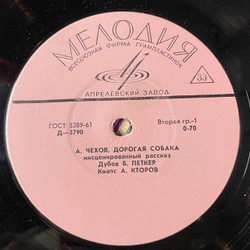 МЕЛОДИЯ
ВСЕСОЮЗНАЯ ФИРМА ГРАМПЛАСТИНОК
33
АПРЕЛЕВСКИЙ ЗАВОД
ГОСТ 5289-61
Д—5790
Вторая гр.-1
0-70
А. ЧЕХОВ. ДОРОГАЯ СОБАКА
инсценированный рассказ
Дубов Б. ПЕТКЕР
Кнапс А. КТОРОВ